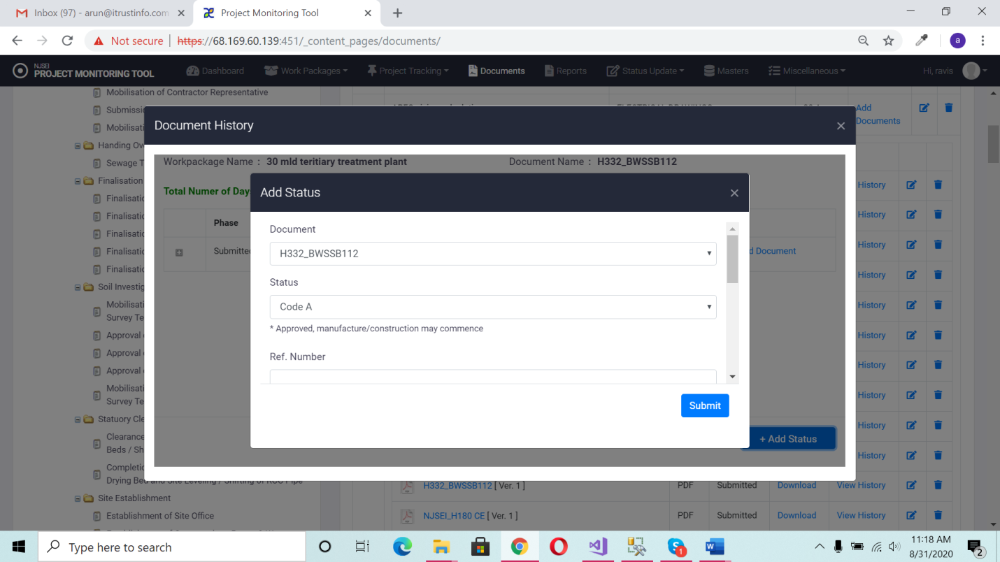 Inbox (97) - arun@itrustinfo.com
Project Monitoring Tool
Not secure
https://68.169.60.139:451/_content_pages/documents/
a
NJSEI
PROJECT MONITORING TOOL
Dashboard
Work Packages
Project Tracking
Documents
Reports
Status Update
Masters
Miscellaneous
Hi, ravis
Mobilisation of Contractor Representative
Submissi
Mobilisati
Handing Ov
Sewage T
Finalisation
Finalisatio
Finalisatio
Finalisatio
Finalisatio
Finalisatio
Soil Investig
Mobilisati
Survey Te
Approval
Approval
Approval
Mobilisati
Survey Te
Statuory Cle
Clearance
Beds / Sh
Completio
Drying Bed and Site Leveling / Shifting of RCC Pipe
Site Establishment
Establishment of Site Office
Add
Documents
Document History
×
Workpackage Name : 30 mld teritiary treatment plant
Document Name : H332_BWSSB112
Total Numer of Day
Phase
Submitte
d Document
Add Status
×
Document
H332_BWSSB112
Status
Code A
* Approved, manufacture/construction may commence
Ref. Number
Submit
+ Add Status
History
History
History
History
History
History
History
History
History
History
H332_BWSSB112 [ Ver. 1 ]
PDF
Submitted
Download
View History
NJSEI_H180 CE [ Ver. 1 ]
PDF
Submitted
Download
View History
Type here to search
1
11:18 AM
8/31/2020
2